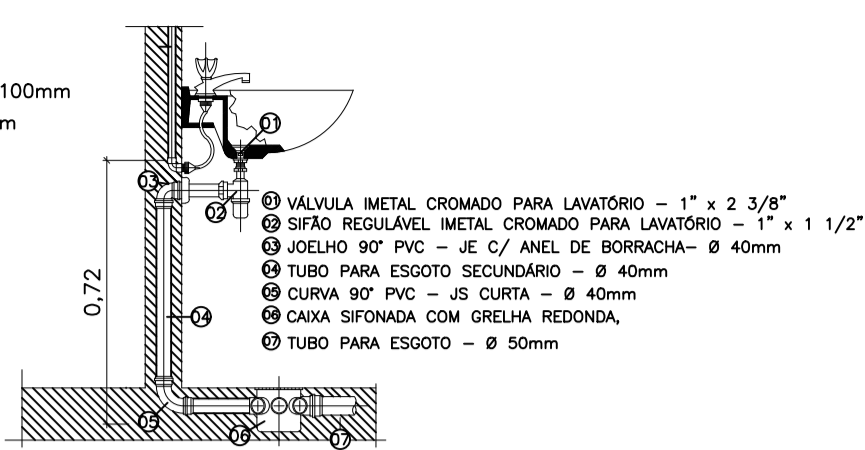 100mm
m
01
03
02
01 VÁLVULA IMETAL CROMADO PARA LAVATÓRIO – 1" x 2 3/8"
02 SIFÃO REGULÁVEL IMETAL CROMADO PARA LAVATÓRIO – 1" x 1 1/2"
03 JOELHO 90° PVC – JE C/ ANEL DE BORRACHA– Ø 40mm
04 TUBO PARA ESGOTO SECUNDÁRIO – Ø 40mm
05 CURVA 90° PVC – JS CURTA – Ø 40mm
06 CAIXA SIFONADA COM GRELHA REDONDA,
07 TUBO PARA ESGOTO – Ø 50mm
0,72
04
05
06
07